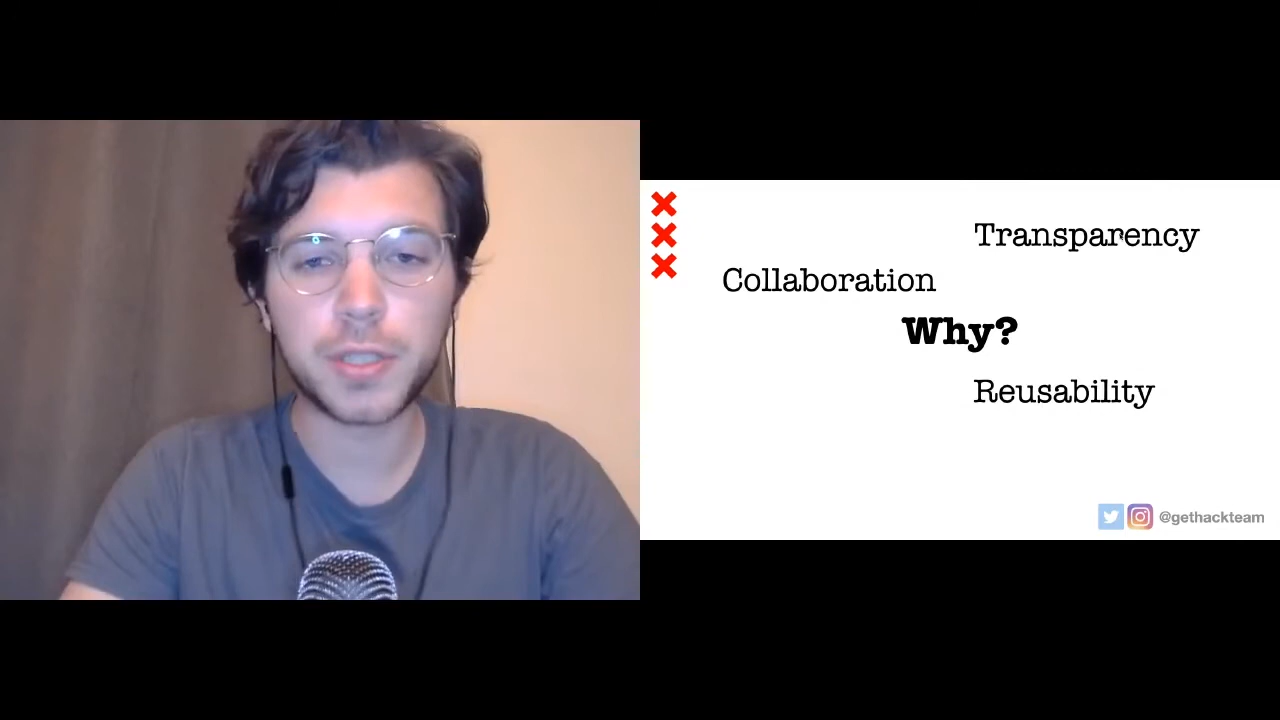 Transparency
Collaboration
Why?
Reusability
@gethackteam